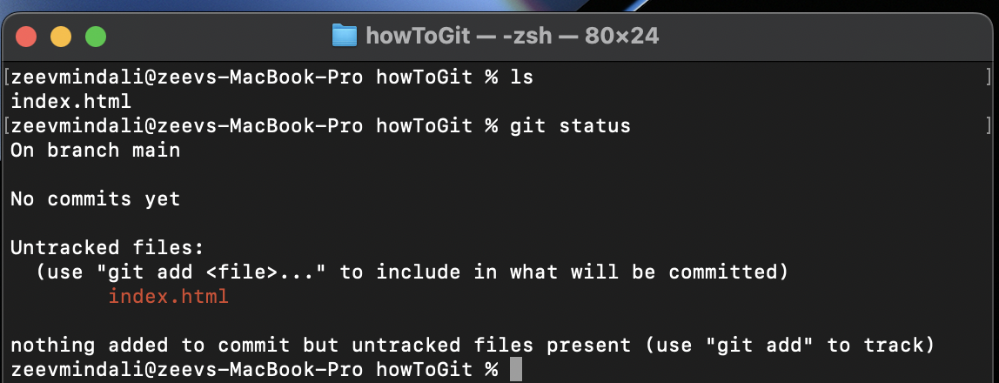 howToGit — -zsh — 80×24
[zeevmindali@zeevs-MacBook-Pro howToGit % ls ]
index.html
[zeevmindali@zeevs-MacBook-Pro howToGit % git status ]
On branch main
No commits yet
Untracked files:
(use "git add <file>..." to include in what will be committed)
index.html
nothing added to commit but untracked files present (use "git add" to track)
zeevmindali@zeevs-MacBook-Pro howToGit %